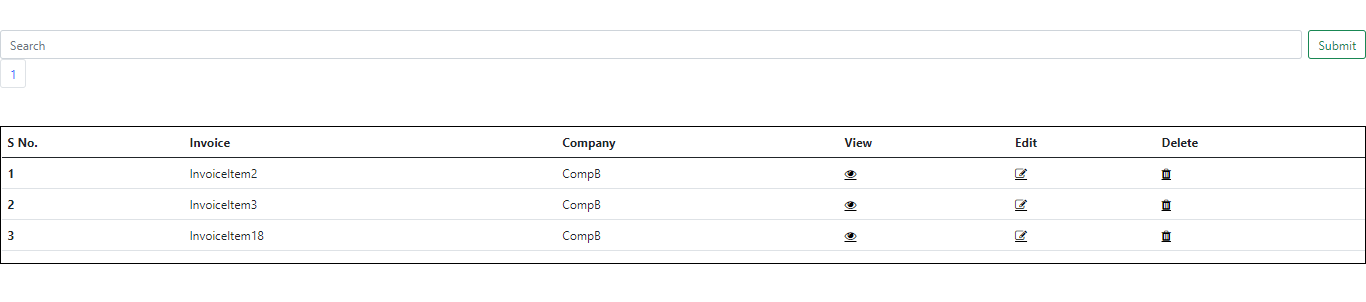 Search Submit
1
S No. Invoice Company View Edit Delete
1 InvoiceItem2 CompB
2 InvoiceItem3 CompB
3 InvoiceItem18 CompB